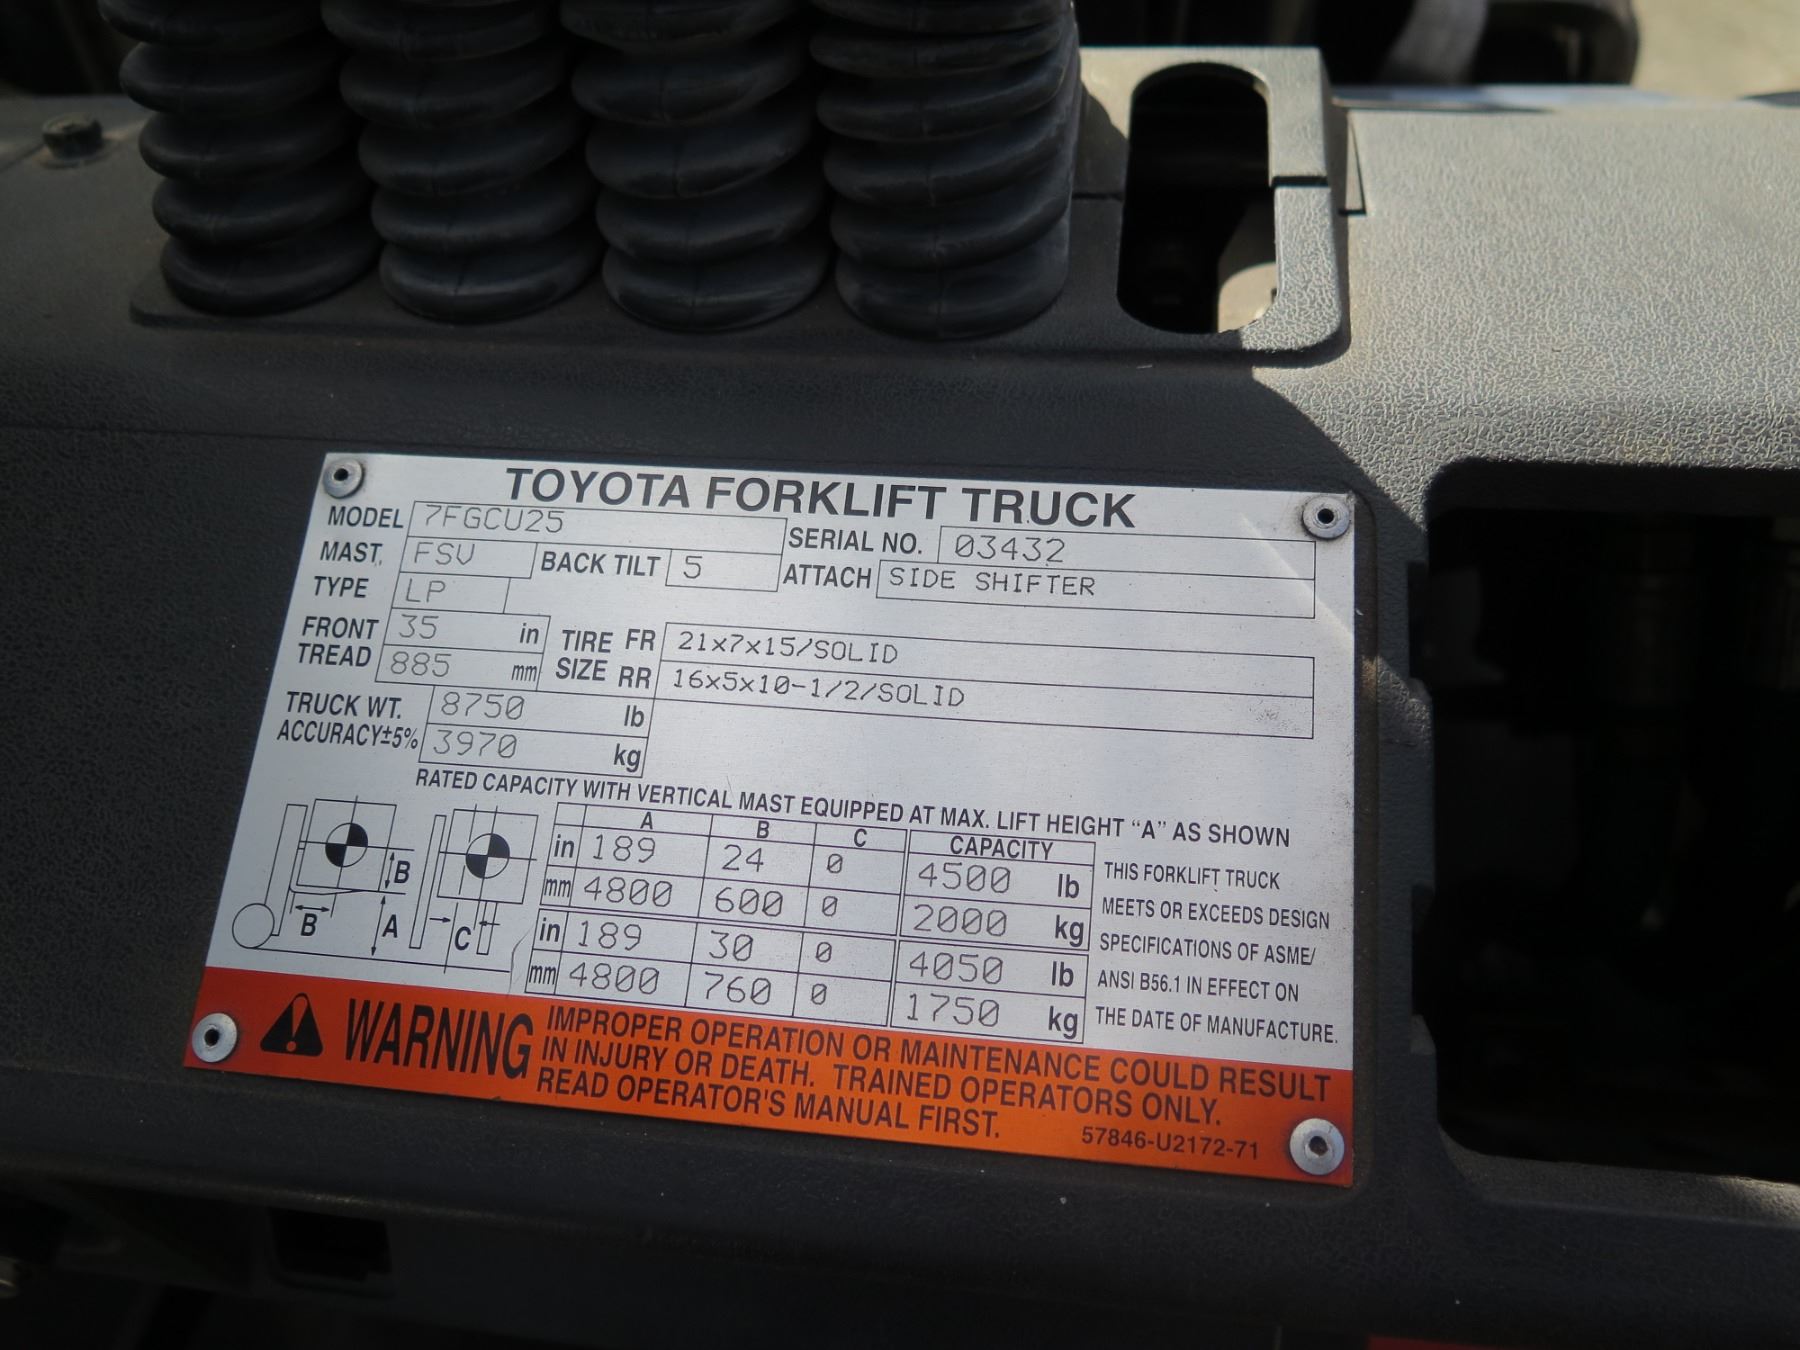 TOYOTA FORKLIFT TRUCK
MODEL 7FGCU25 SERIAL NO. 03432
MAST. FSV BACK TILT 5 ATTACH SIDE SHIFTER
TYPE LP
FRONT TREAD 35 in TIRE SIZE FR 21x7x15/SOLID
885 mm RR 16x5x10-1/2/SOLID
TRUCK WT. 8750 lb
ACCURACY±5% 3970 kg
RATED CAPACITY WITH VERTICAL MAST EQUIPPED AT MAX. LIFT HEIGHT "A" AS SHOWN
A B C CAPACITY
in 189 24 0 4500 lb
mm 4800 600 0 2000 kg
in 189 30 0 4050 lb
mm 4800 760 0 1750 kg
B
B A C
THIS FORKLIFT TRUCK
MEETS OR EXCEEDS DESIGN
SPECIFICATIONS OF ASME/
ANSI B56.1 IN EFFECT ON
THE DATE OF MANUFACTURE.
WARNING IMPROPER OPERATION OR MAINTENANCE COULD RESULT
IN INJURY OR DEATH. TRAINED OPERATORS ONLY.
READ OPERATOR'S MANUAL FIRST.
57846-U2172-71